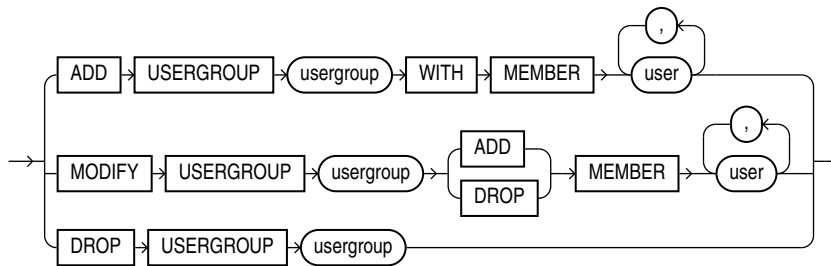 ,
ADD USERGROUP usergroup WITH MEMBER user
,
ADD
MODIFY USERGROUP usergroup MEMBER user
DROP
DROP USERGROUP usergroup